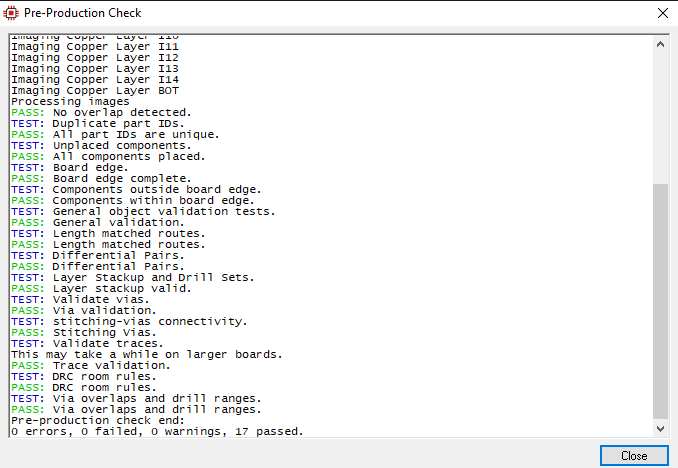 Pre-Production Check
Imaging Copper Layer I10
Imaging Copper Layer I11
Imaging Copper Layer I12
Imaging Copper Layer I13
Imaging Copper Layer I14
Imaging Copper Layer BOT
Processing images
PASS: No overlap detected.
TEST: Duplicate part IDs.
PASS: All part IDs are unique.
TEST: Unplaced components.
PASS: All components placed.
TEST: Board edge.
PASS: Board edge complete.
TEST: Components outside board edge.
PASS: Components within board edge.
TEST: General object validation tests.
PASS: General validation.
TEST: Length matched routes.
PASS: Length matched routes.
TEST: Differential Pairs.
PASS: Differential Pairs.
TEST: Layer Stackup and Drill Sets.
PASS: Layer stackup valid.
TEST: Validate vias.
PASS: Via validation.
TEST: stitching-vias connectivity.
PASS: Stitching Vias.
TEST: Validate traces.
This may take a while on larger boards.
PASS: Trace validation.
TEST: DRC room rules.
PASS: DRC room rules.
TEST: Via overlaps and drill ranges.
PASS: Via overlaps and drill ranges.
Pre-production check end:
0 errors, 0 failed, 0 warnings, 17 passed.
Close